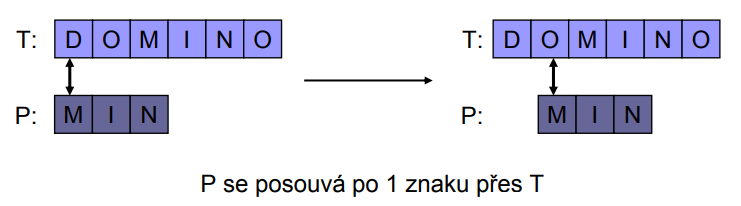 T: D O M I N O T: D O M I N O
P: M I N P: M I N
P se posouvá po 1 znaku přes T